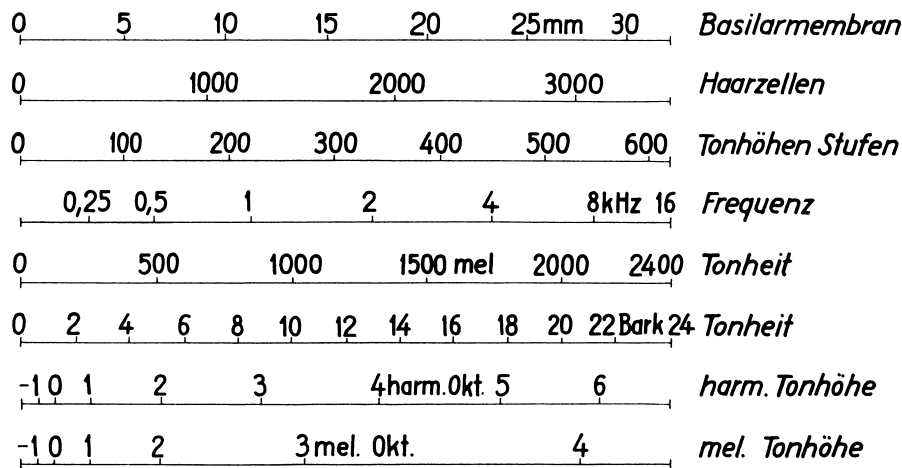 0 5 10 15 20 25mm 30 Basilarmembran
0 1000 2000 3000 Haarzellen
0 100 200 300 400 500 600 Tonhöhen Stufen
0,25 0,5 1 2 4 8kHz 16 Frequenz
0 500 1000 1500 mel 2000 2400 Tonheit
0 2 4 6 8 10 12 14 16 18 20 22 Bark 24 Tonheit
-1 0 1 2 3 4 harm. Okt. 5 6 harm. Tonhöhe
-1 0 1 2 3 mel. Okt. 4 mel. Tonhöhe